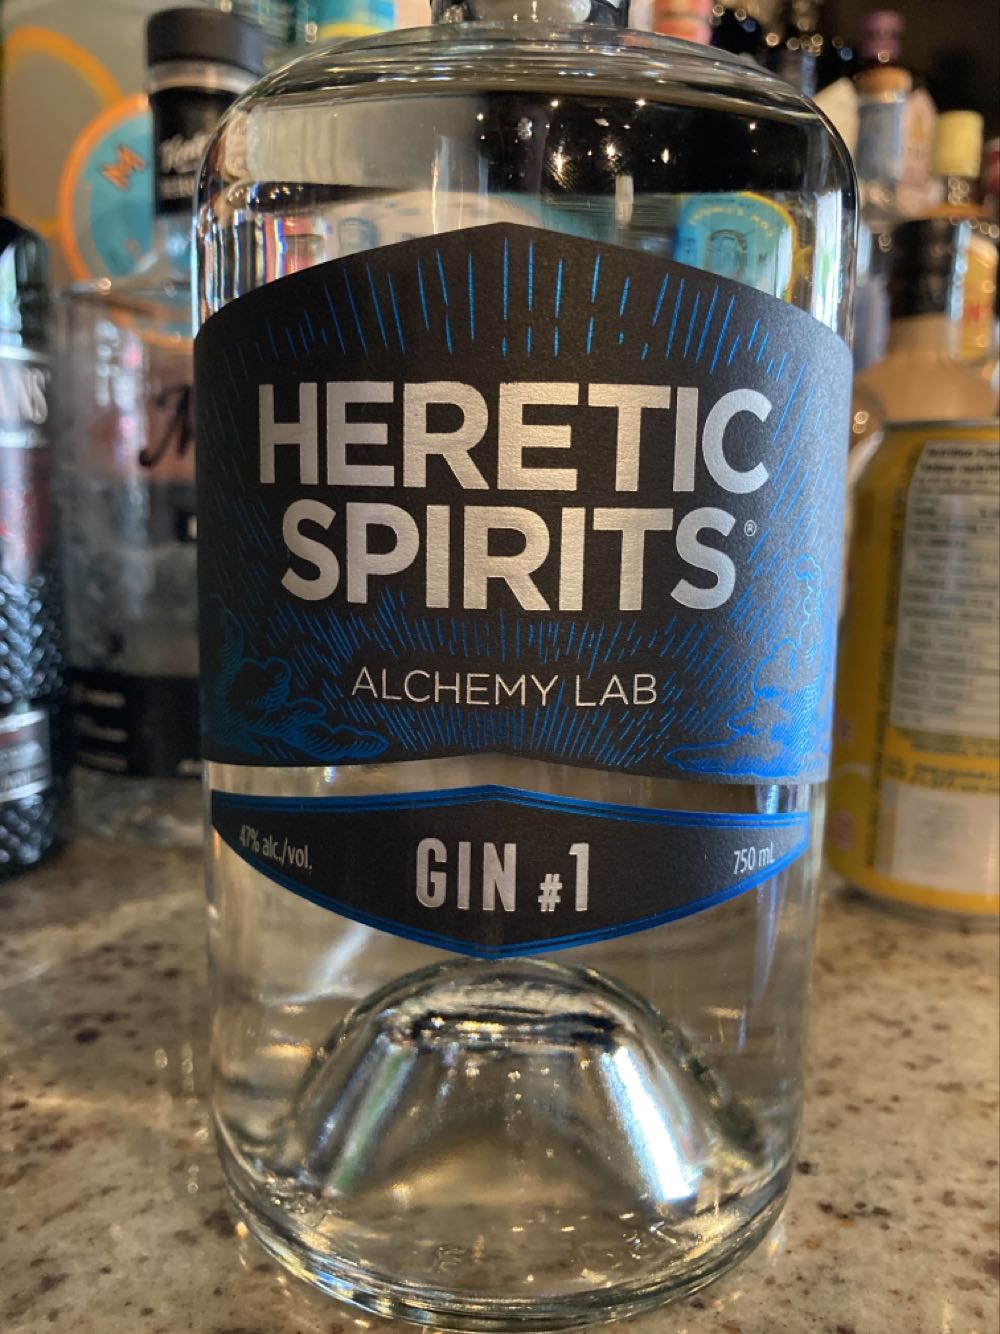 HERETIC
SPIRITS®
ALCHEMY LAB
47% alc./vol.
GIN #1
750 mL